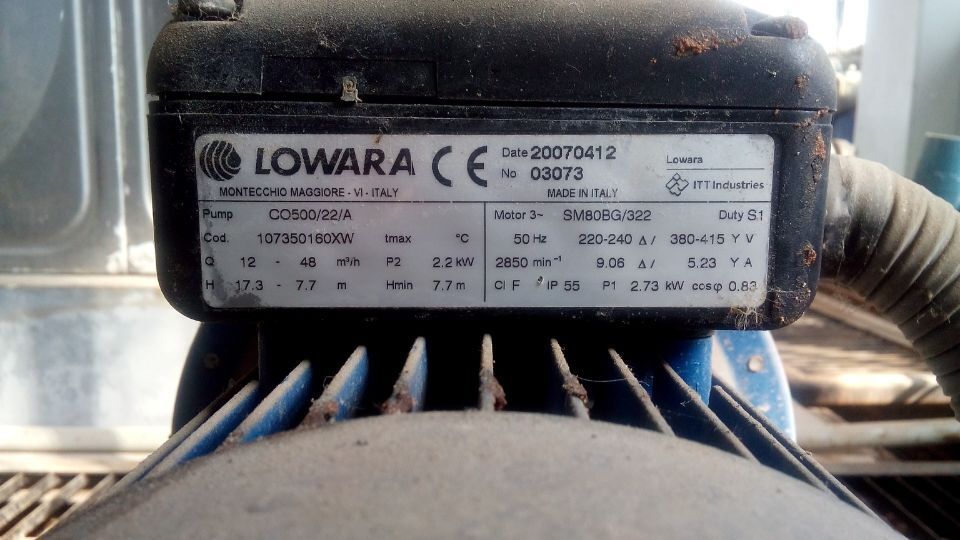 LOWARA CE Date 20070412
No 03073
MONTECCHIO MAGGIORE - VI - ITALY MADE IN ITALY
Lowara
ITT Industries
Pump CO500/22/A
Cod. 107350160XW tmax °C
Q 12 - 48 m³/h P2 2.2 kW
H 17.3 - 7.7 m Hmin 7.7 m
Motor 3~ SM80BG/322 Duty S.1
50 Hz 220-240 Δ / 380-415 Y V
2850 min⁻¹ 9.06 Δ / 5.23 Y A
Cl F IP 55 P1 2.73 kW cosφ 0.83